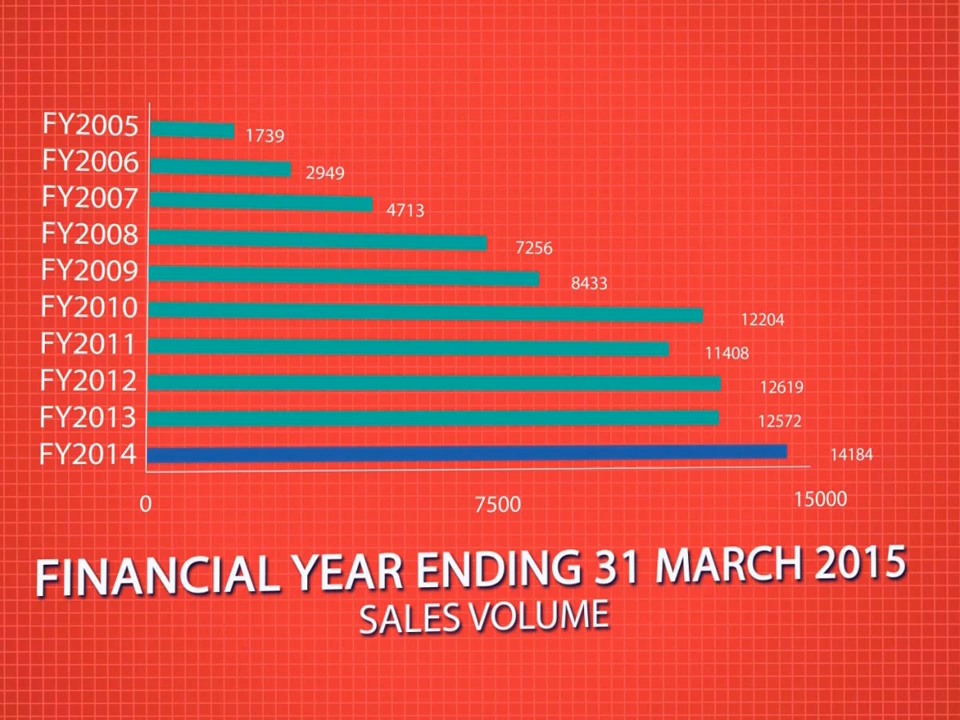 FY2005 1739
FY2006 2949
FY2007 4713
FY2008 7256
FY2009 8433
FY2010 12204
FY2011 11408
FY2012 12619
FY2013 12572
FY2014 14184
0 7500 15000
FINANCIAL YEAR ENDING 31 MARCH 2015
SALES VOLUME